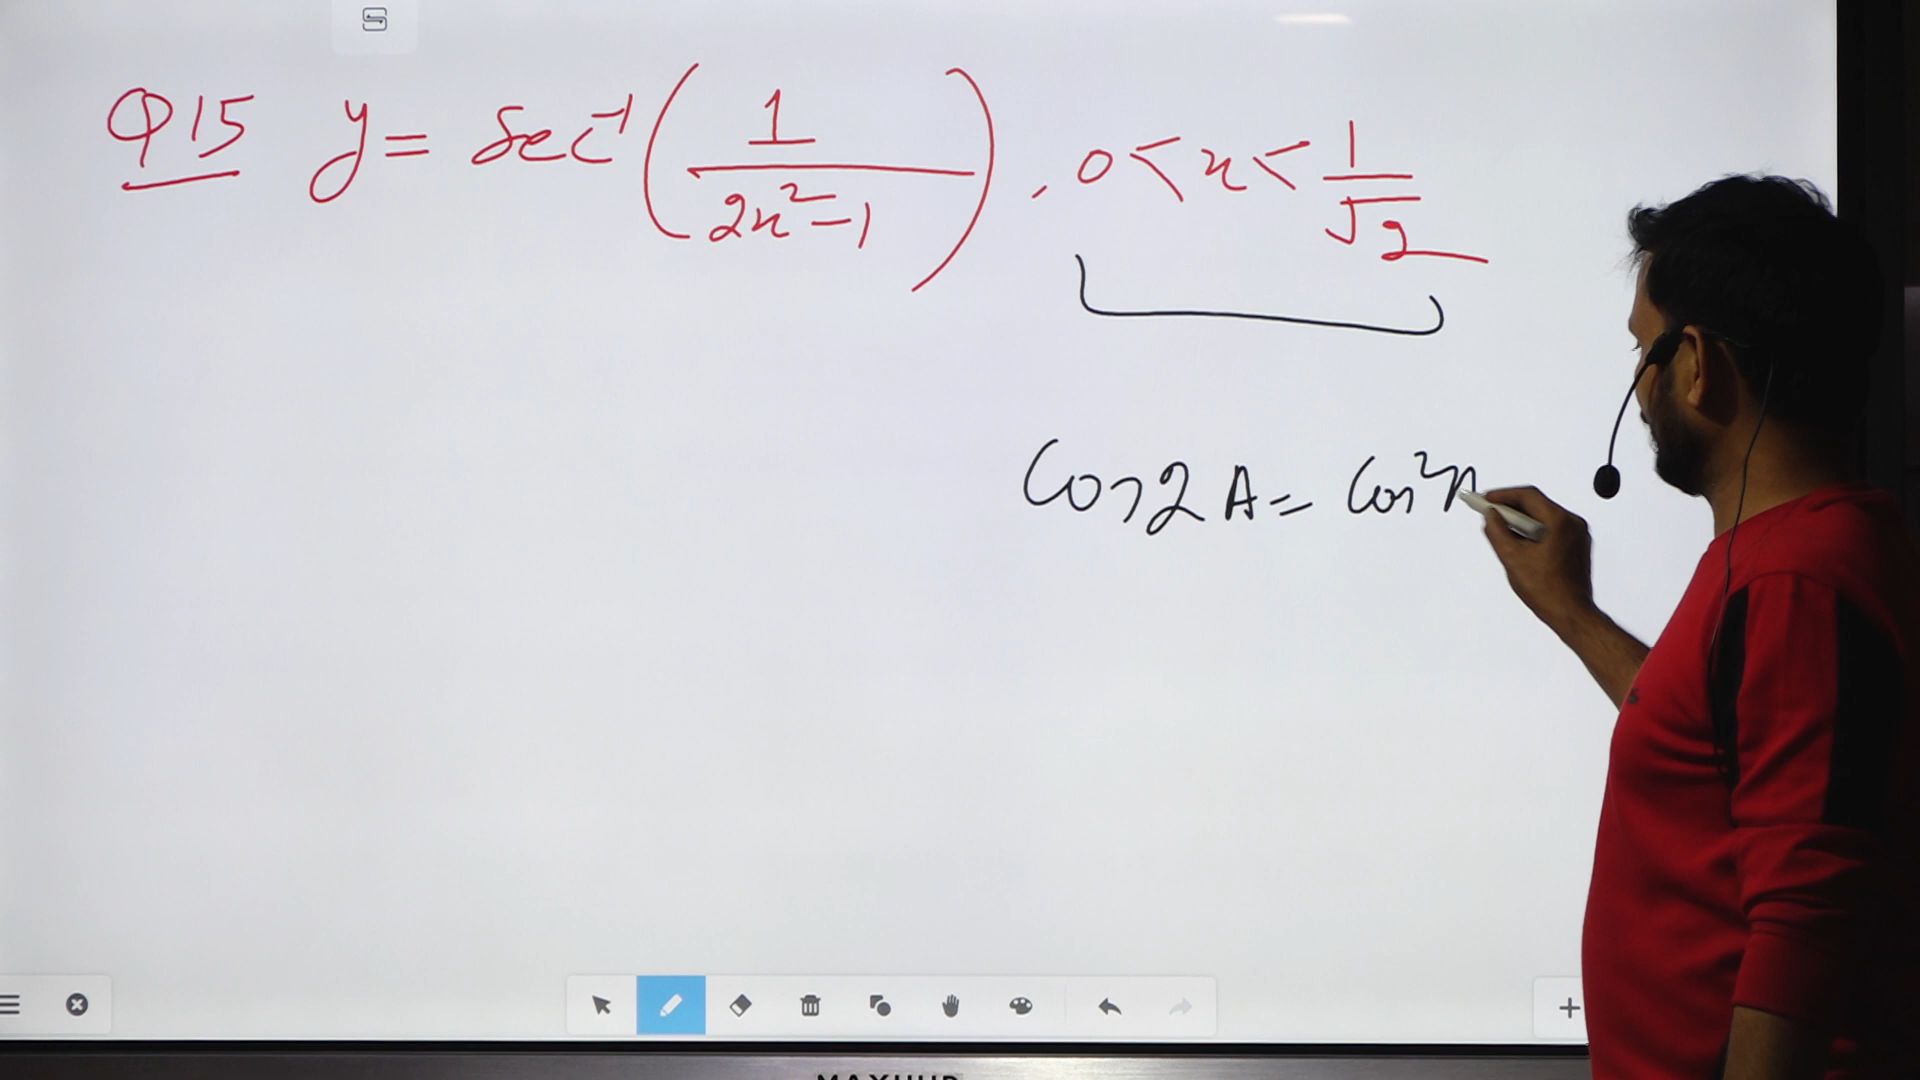 Q15 y = sec⁻¹(1/(2x²-1)), 0<x<1/√2
Cos2A = Cos²A